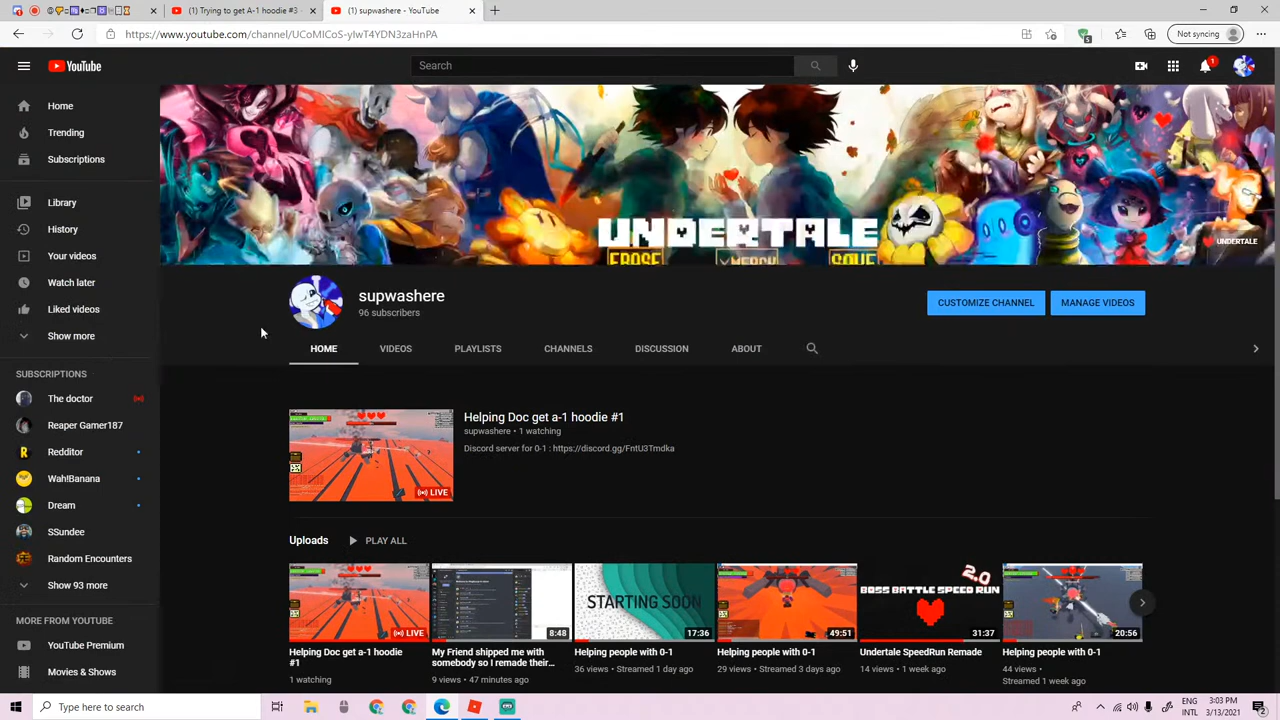 (1) Trying to get A-1 hoodie #3 -
supwashere - YouTube
https://www.youtube.com/channel/UCoMICoS-yIwT4YDN3zaHnPA
5
Not syncing
YouTube
Search
1
Home
Trending
Subscriptions
Library
History
Your videos
Watch later
Liked videos
Show more
SUBSCRIPTIONS
The doctor
Reaper Gamer187
Redditor
Wah!Banana
Dream
SSundee
Random Encounters
Show 93 more
MORE FROM YOUTUBE
YouTube Premium
Movies & Shows
UNDERTALE
ERASE MERCY SAVE
UNDERTALE
supwashere
96 subscribers
CUSTOMIZE CHANNEL
MANAGE VIDEOS
HOME VIDEOS PLAYLISTS CHANNELS DISCUSSION ABOUT
Helping Doc get a-1 hoodie #1
supwashere • 1 watching
Discord server for 0-1 : https://discord.gg/FntU3Tmdka
LIVE
Uploads
PLAY ALL
LIVE
Helping Doc get a-1 hoodie
#1
1 watching
8:48
My Friend shipped me with
somebody so I remade their...
9 views • 47 minutes ago
STARTING SOON
17:36
Helping people with 0-1
36 views • Streamed 1 day ago
49:51
Helping people with 0-1
29 views • Streamed 3 days ago
2.0
BOSS BATTLE SPEED RUN
31:37
Undertale SpeedRun Remade
14 views • 1 week ago
20:56
Helping people with 0-1
44 views •
Streamed 1 week ago
Type here to search
ENG
INTL
3:03 PM
3/13/2021
2